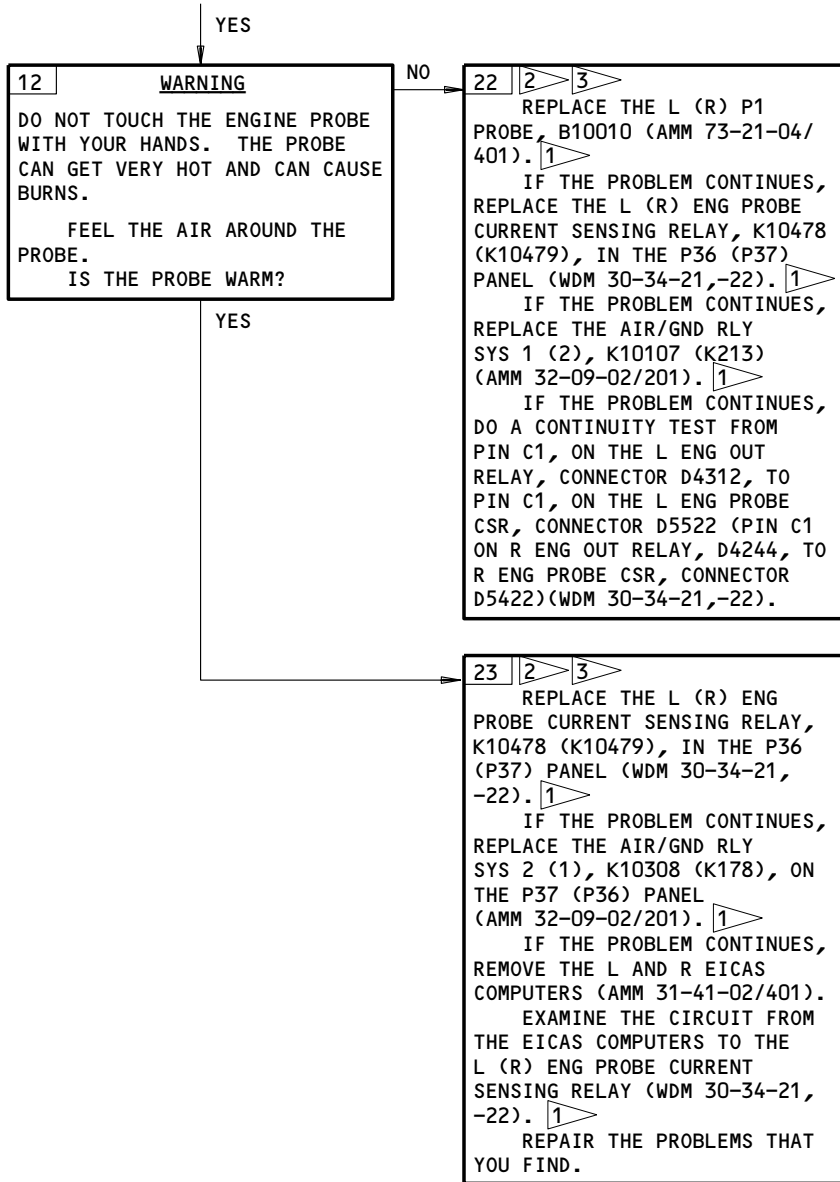 YES
12 WARNING
DO NOT TOUCH THE ENGINE PROBE
WITH YOUR HANDS. THE PROBE
CAN GET VERY HOT AND CAN CAUSE
BURNS.
FEEL THE AIR AROUND THE
PROBE.
IS THE PROBE WARM?
NO
YES
22 2 3
REPLACE THE L (R) P1
PROBE, B10010 (AMM 73-21-04/
401). 1
IF THE PROBLEM CONTINUES,
REPLACE THE L (R) ENG PROBE
CURRENT SENSING RELAY, K10478
(K10479), IN THE P36 (P37)
PANEL (WDM 30-34-21,-22). 1
IF THE PROBLEM CONTINUES,
REPLACE THE AIR/GND RLY
SYS 1 (2), K10107 (K213)
(AMM 32-09-02/201). 1
IF THE PROBLEM CONTINUES,
DO A CONTINUITY TEST FROM
PIN C1, ON THE L ENG OUT
RELAY, CONNECTOR D4312, TO
PIN C1, ON THE L ENG PROBE
CSR, CONNECTOR D5522 (PIN C1
ON R ENG OUT RELAY, D4244, TO
R ENG PROBE CSR, CONNECTOR
D5422)(WDM 30-34-21,-22).
23 2 3
REPLACE THE L (R) ENG
PROBE CURRENT SENSING RELAY,
K10478 (K10479), IN THE P36
(P37) PANEL (WDM 30-34-21,
-22). 1
IF THE PROBLEM CONTINUES,
REPLACE THE AIR/GND RLY
SYS 2 (1), K10308 (K178), ON
THE P37 (P36) PANEL
(AMM 32-09-02/201). 1
IF THE PROBLEM CONTINUES,
REMOVE THE L AND R EICAS
COMPUTERS (AMM 31-41-02/401).
EXAMINE THE CIRCUIT FROM
THE EICAS COMPUTERS TO THE
L (R) ENG PROBE CURRENT
SENSING RELAY (WDM 30-34-21,
-22). 1
REPAIR THE PROBLEMS THAT
YOU FIND.